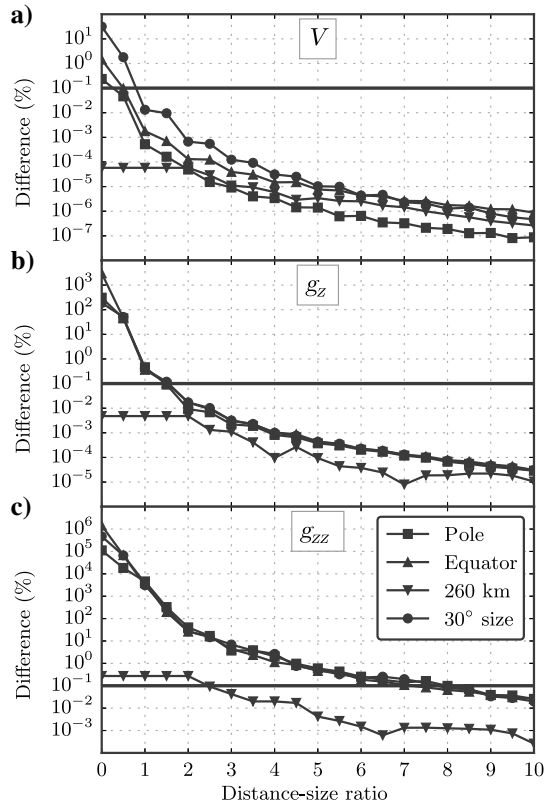 a)
V
Difference (%)
10^1
10^0
10^-1
10^-2
10^-3
10^-4
10^-5
10^-6
10^-7
b)
g_Z
Difference (%)
10^3
10^2
10^1
10^0
10^-1
10^-2
10^-3
10^-4
10^-5
c)
g_ZZ
Difference (%)
10^6
10^5
10^4
10^3
10^2
10^1
10^0
10^-1
10^-2
10^-3
Pole
Equator
260 km
30° size
0 1 2 3 4 5 6 7 8 9 10
Distance-size ratio